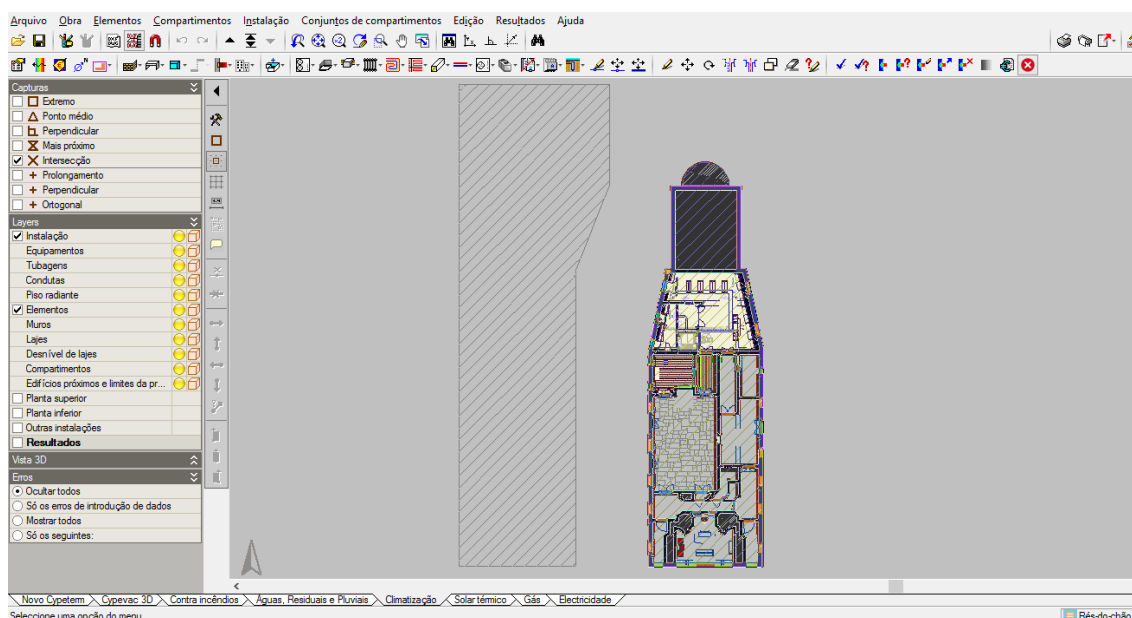 Arquivo Obra Elementos Compartimentos Instalação Conjuntos de compartimentos Edição Resultados Ajuda
Capturas
Extremo
Ponto médio
Perpendicular
Mais próximo
Intersecção
Prolongamento
Perpendicular
Ortogonal
Layers
Instalação
Equipamentos
Tubagens
Condutas
Piso radiante
Elementos
Muros
Lajes
Desnível de lajes
Compartimentos
Edifícios próximos e limites da pr...
Planta superior
Planta inferior
Outras instalações
Resultados
Vista 3D
Erros
Ocultar todos
Só os erros de introdução de dados
Mostrar todos
Só os seguintes:
Novo Cypeterm Cypevac 3D Contra incêndios Águas, Residuais e Pluviais Climatização Solar térmico Gás Electricidade
Seleccione uma opção do menu Rés-do-chão